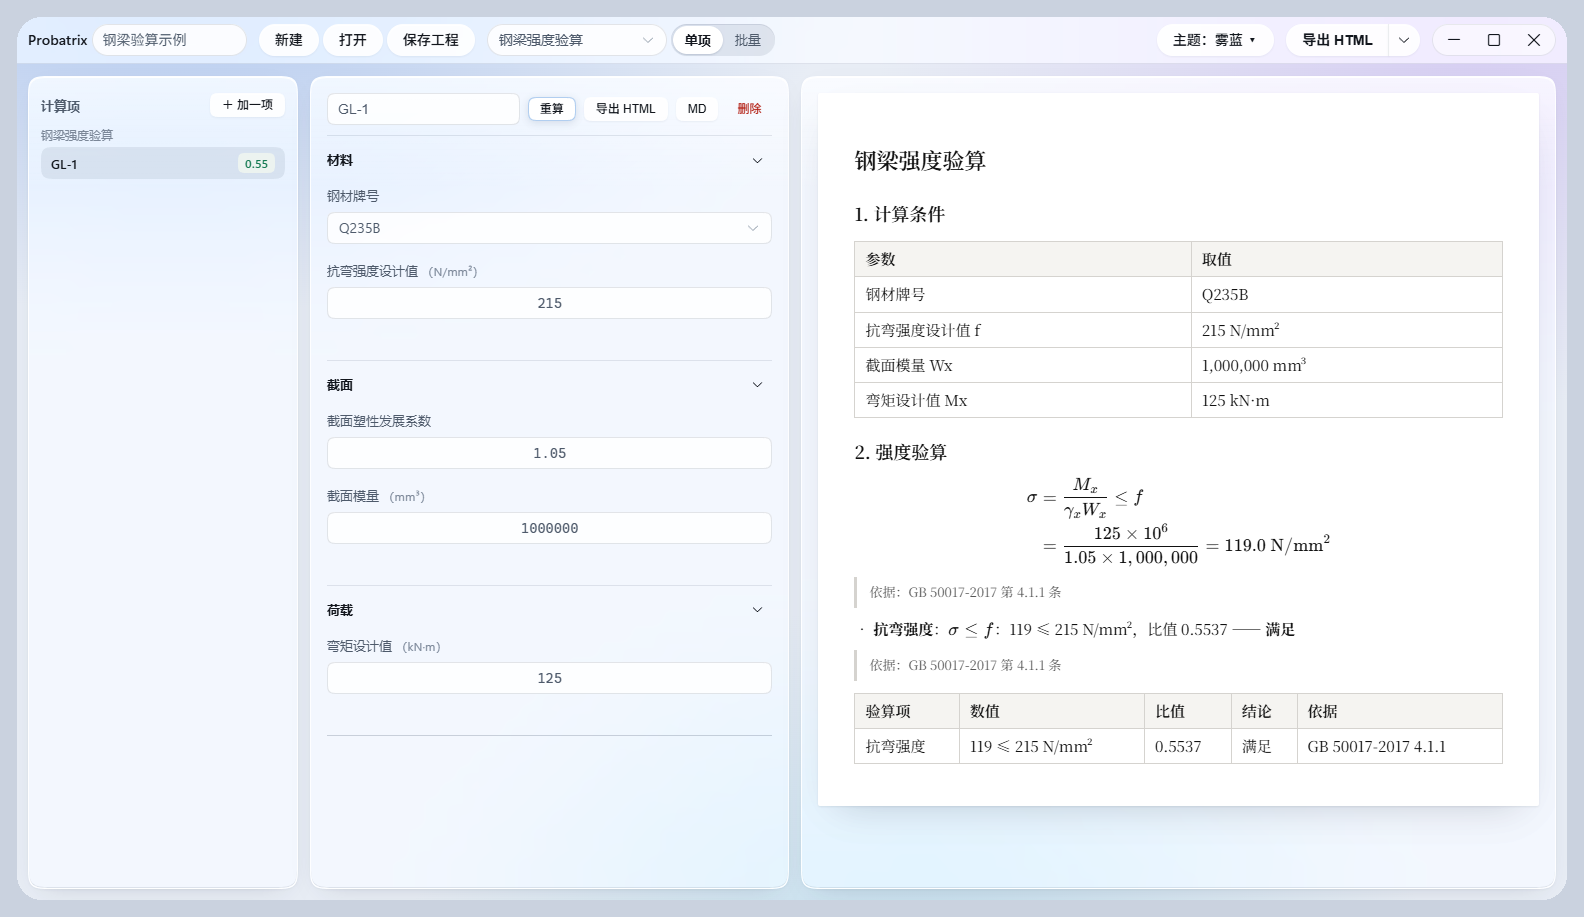 Probatrix 钢梁验算示例 新建 打开 保存工程 钢梁强度验算 单项 批量 主题：雾蓝 ▾ 导出 HTML
计算项 + 加一项
钢梁强度验算
GL-1 0.55
GL-1 重算 导出 HTML MD 删除
材料
钢材牌号
Q235B
抗弯强度设计值 (N/mm²)
215
截面
截面塑性发展系数
1.05
截面模量 (mm³)
1000000
荷载
弯矩设计值 (kN·m)
125
钢梁强度验算
1. 计算条件
参数 取值
钢材牌号 Q235B
抗弯强度设计值 f 215 N/mm²
截面模量 Wx 1,000,000 mm³
弯矩设计值 Mx 125 kN·m
2. 强度验算
σ = M_x / γ_x W_x ≤ f
= 125 × 10⁶ / 1.05 × 1,000,000 = 119.0 N/mm²
依据：GB 50017-2017 第 4.1.1 条
· 抗弯强度：σ ≤ f：119 ⩽ 215 N/mm²，比值 0.5537 —— 满足
依据：GB 50017-2017 第 4.1.1 条
验算项 数值 比值 结论 依据
抗弯强度 119 ⩽ 215 N/mm² 0.5537 满足 GB 50017-2017 4.1.1